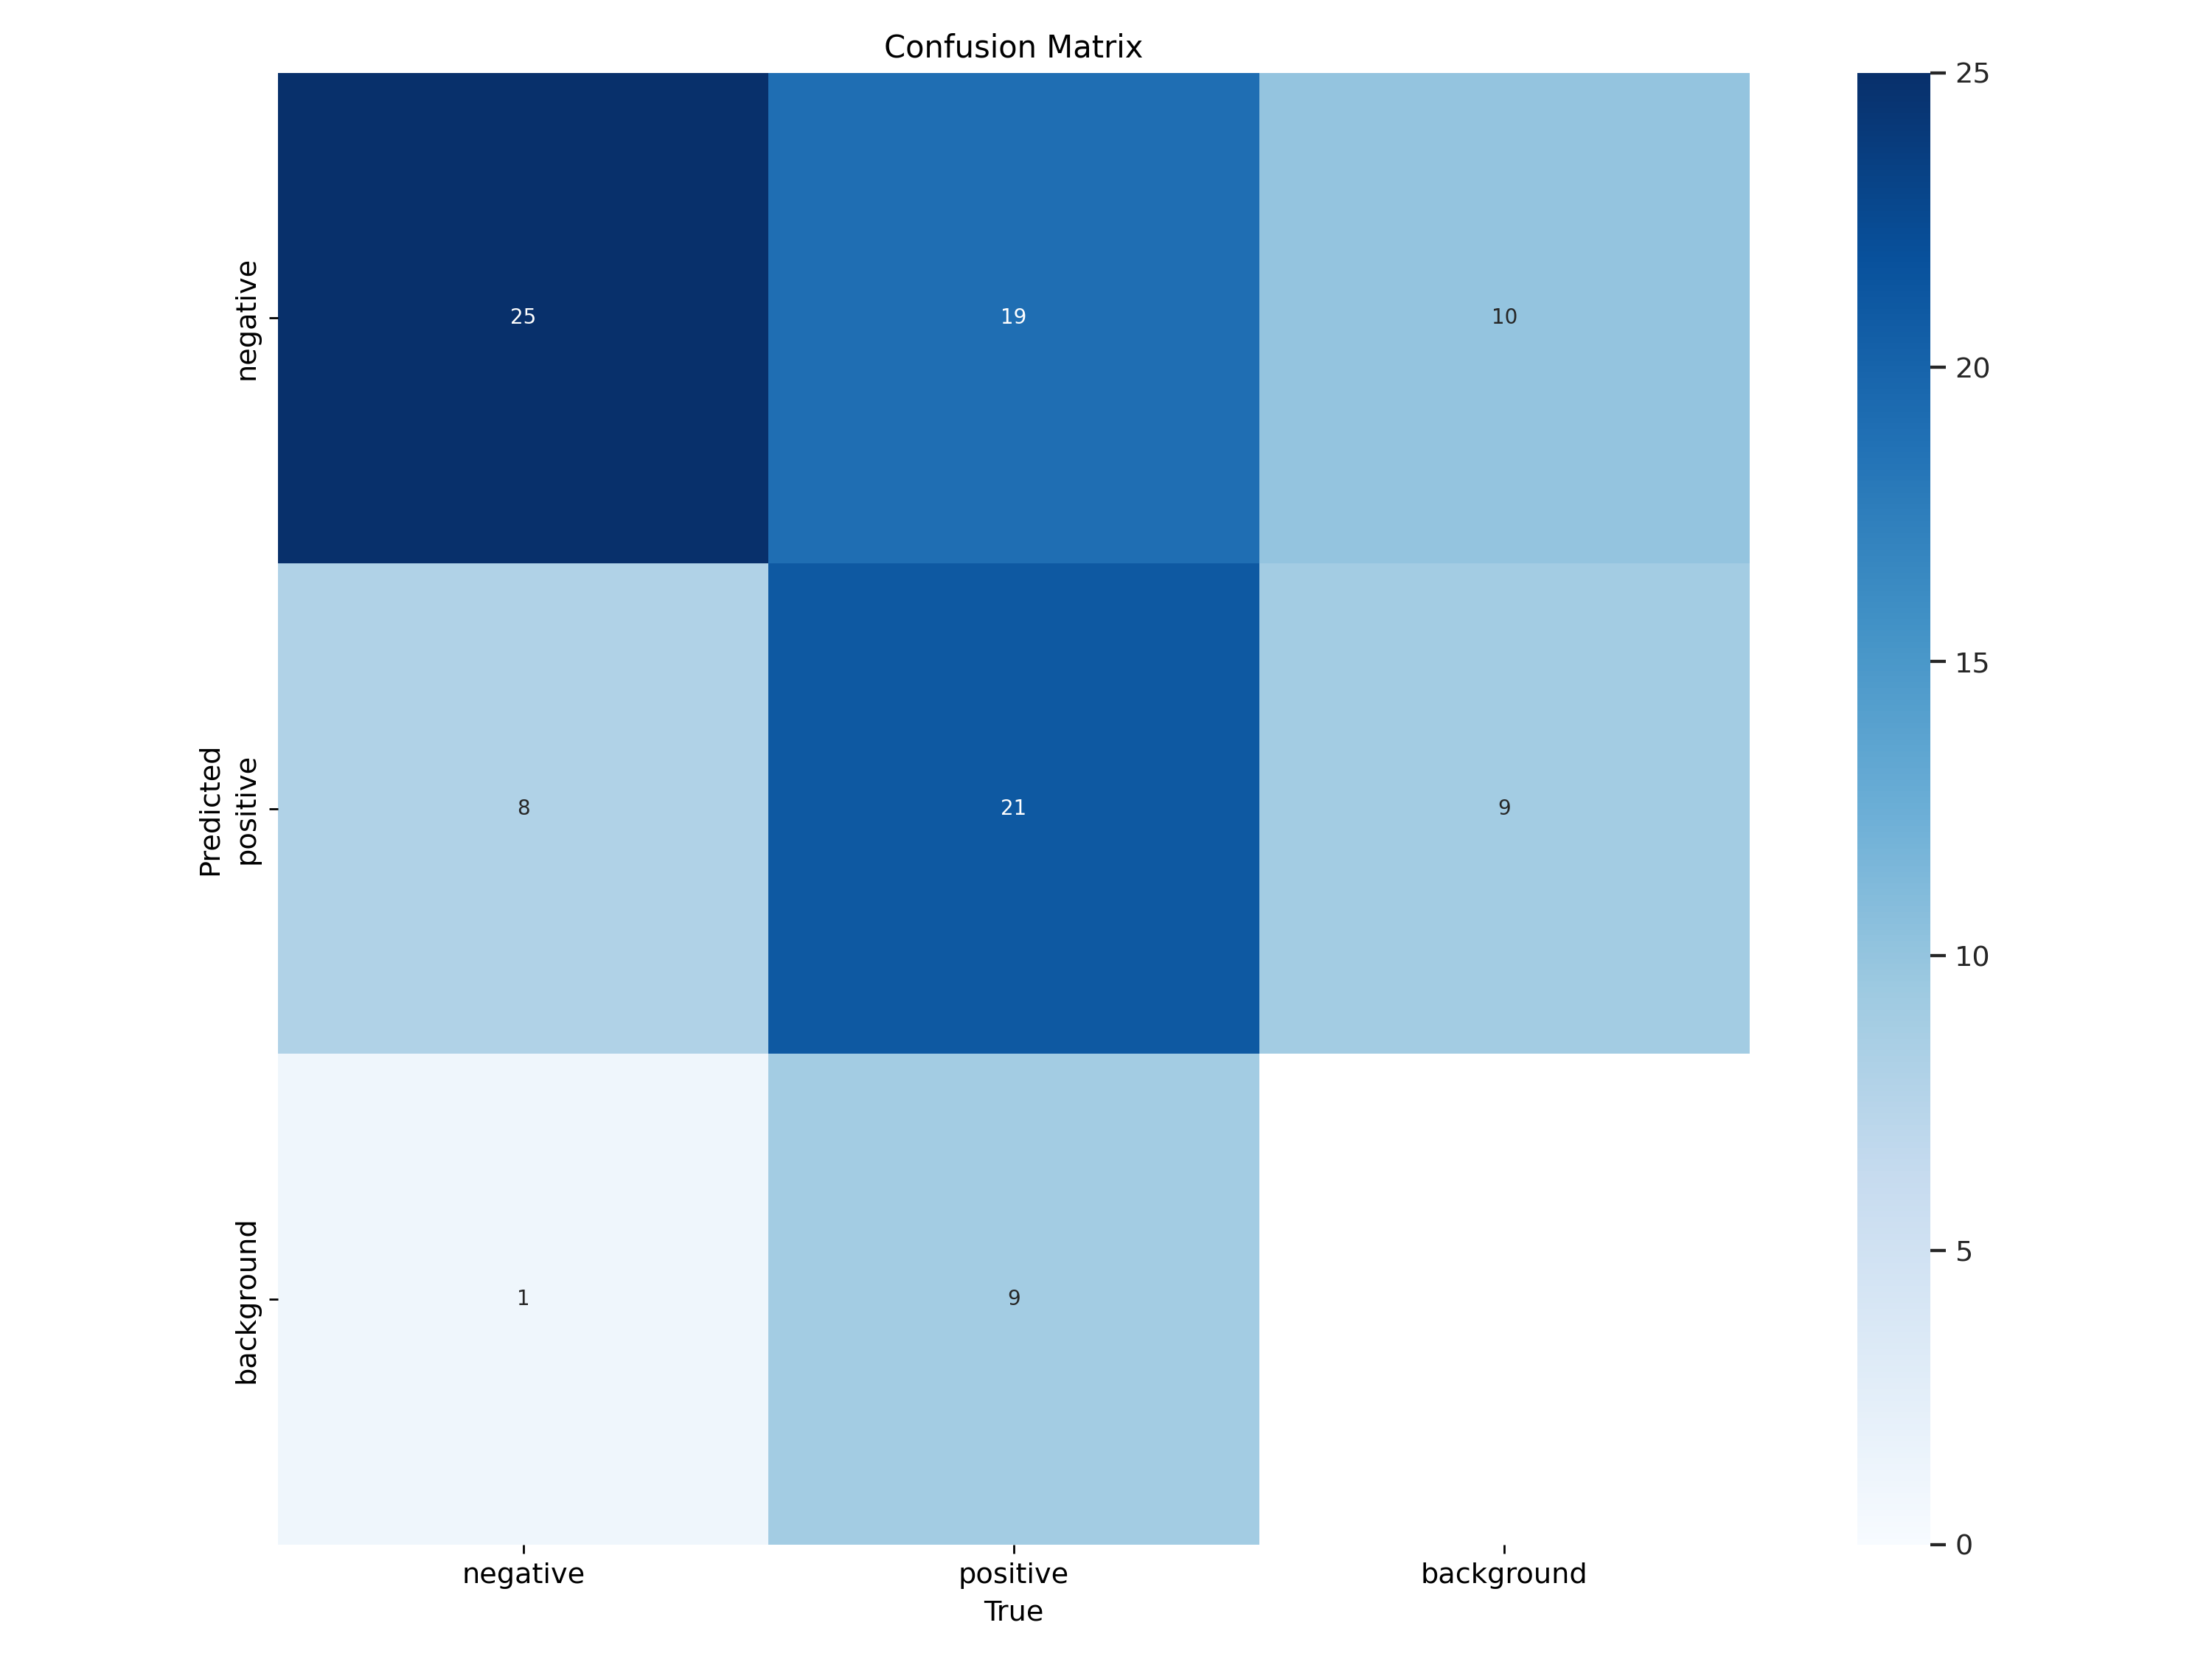 Confusion Matrix
negative
25
19
10
Predicted
positive
8
21
9
background
1
9
negative
positive
background
True
25
20
15
10
5
0